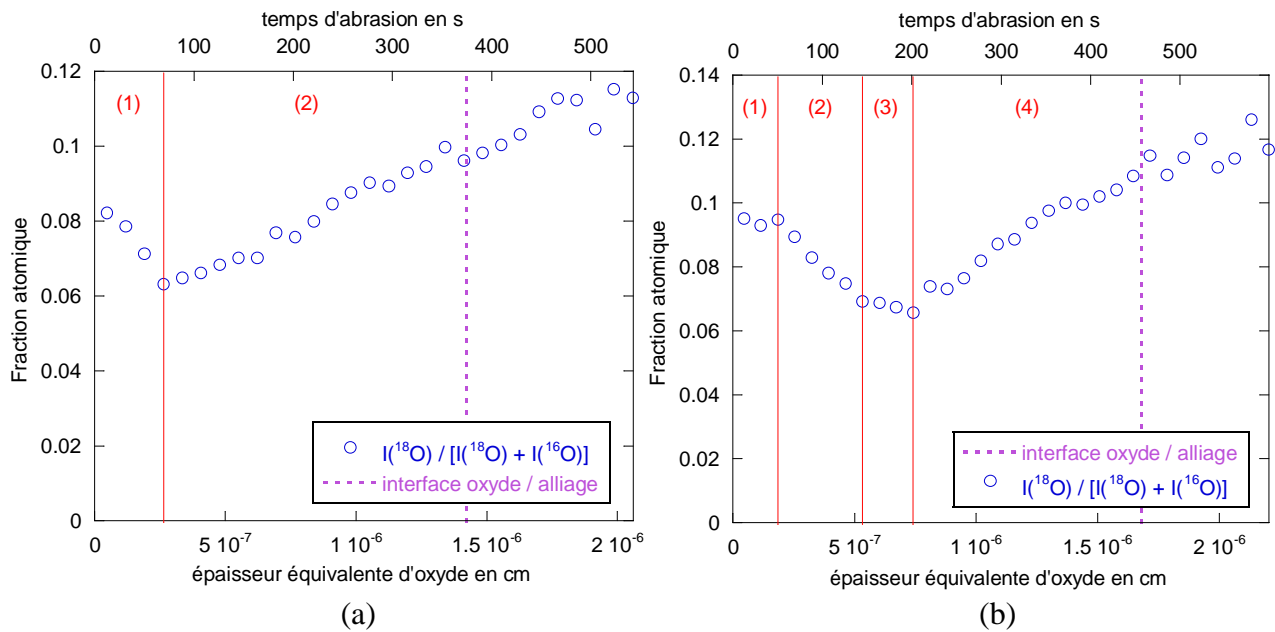 temps d'abrasion en s
0 100 200 300 400 500
0.12
0.1
0.08
0.06
0.04
0.02
0
Fraction atomique
(1) (2)
I(¹⁸O) / [I(¹⁸O) + I(¹⁶O)]
interface oxyde / alliage
0 5 10⁻⁷ 1 10⁻⁶ 1.5 10⁻⁶ 2 10⁻⁶
épaisseur équivalente d'oxyde en cm
(a)
temps d'abrasion en s
0 100 200 300 400 500
0.14
0.12
0.1
0.08
0.06
0.04
0.02
0
Fraction atomique
(1) (2) (3) (4)
interface oxyde / alliage
I(¹⁸O) / [I(¹⁸O) + I(¹⁶O)]
0 5 10⁻⁷ 1 10⁻⁶ 1.5 10⁻⁶ 2 10⁻⁶
épaisseur équivalente d'oxyde en cm
(b)